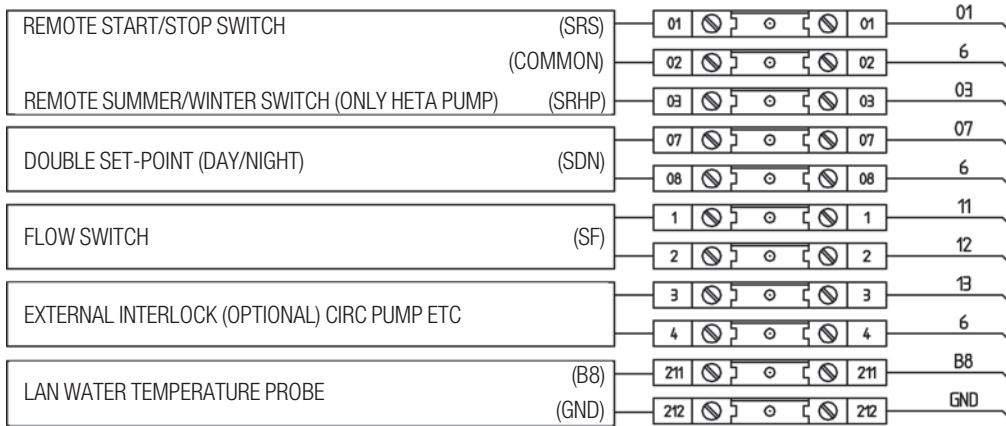 REMOTE START/STOP SWITCH (SRS) 01 01 01
(COMMON) 02 02 6
REMOTE SUMMER/WINTER SWITCH (ONLY HETA PUMP) (SRHP) 03 03 03
07 07 07
DOUBLE SET-POINT (DAY/NIGHT) (SDN)
08 08 6
1 1 11
FLOW SWITCH (SF)
2 2 12
3 3 13
EXTERNAL INTERLOCK (OPTIONAL) CIRC PUMP ETC
4 4 6
(B8) 211 211 B8
LAN WATER TEMPERATURE PROBE
(GND) 212 212 GND